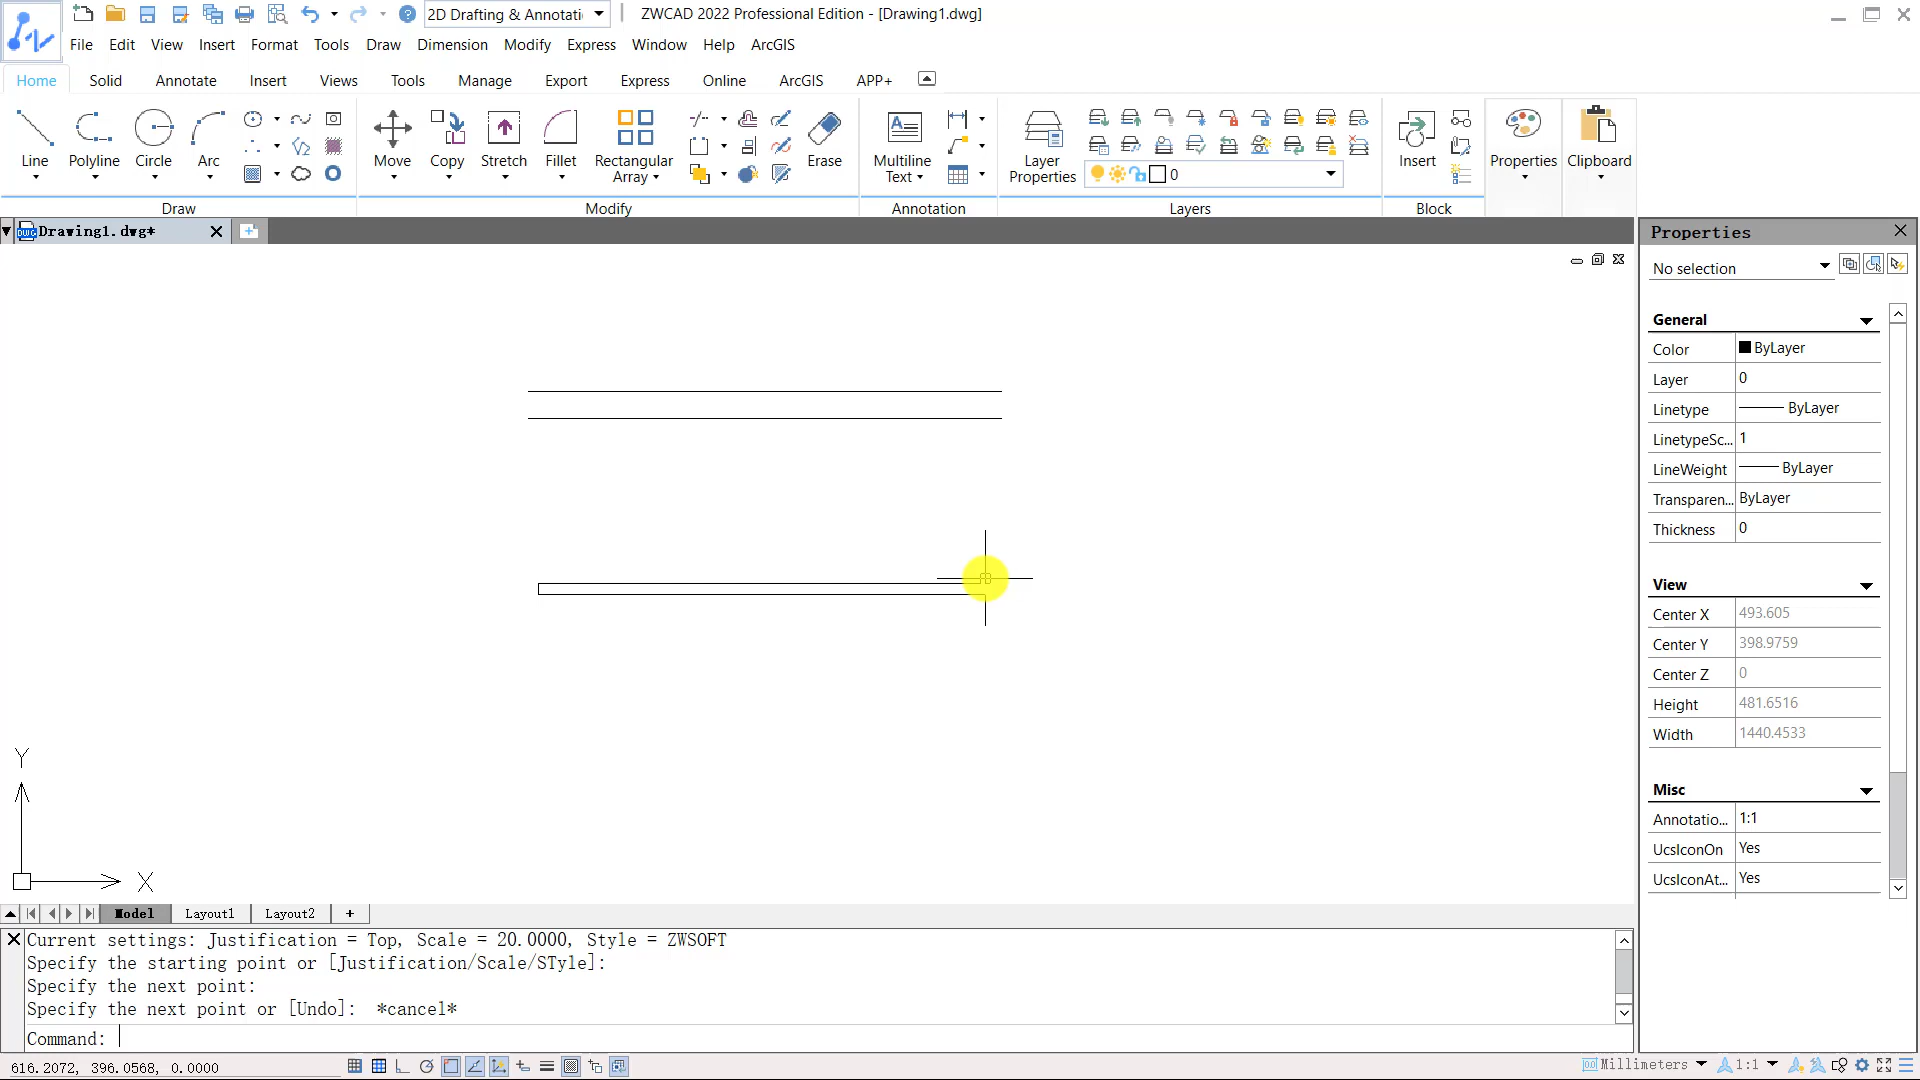 2D Drafting & Annotati
ZWCAD 2022 Professional Edition - [Drawing1.dwg]
File Edit View Insert Format Tools Draw Dimension Modify Express Window Help ArcGIS
Home Solid Annotate Insert Views Tools Manage Export Express Online ArcGIS APP+
Line Polyline Circle Arc Move Copy Stretch Fillet Rectangular Array Erase Multiline Text Layer Properties Insert Properties Clipboard
0
Draw Modify Annotation Layers Block
DWG Drawing1.dwg*
Properties
No selection
General
Color ByLayer
Layer 0
Linetype ByLayer
LinetypeSc... 1
LineWeight ByLayer
Transparen... ByLayer
Thickness 0
View
Center X 493.605
Center Y 398.9759
Center Z 0
Height 481.6516
Width 1440.4533
Misc
Annotatio... 1:1
UcsIconOn Yes
UcsIconAt... Yes
Y
X
Model Layout1 Layout2 +
Current settings: Justification = Top, Scale = 20.0000, Style = ZWSOFT
Specify the starting point or [Justification/Scale/STyle]:
Specify the next point:
Specify the next point or [Undo]: *cancel*
Command:
616.2072, 396.0568, 0.0000
Millimeters 1:1